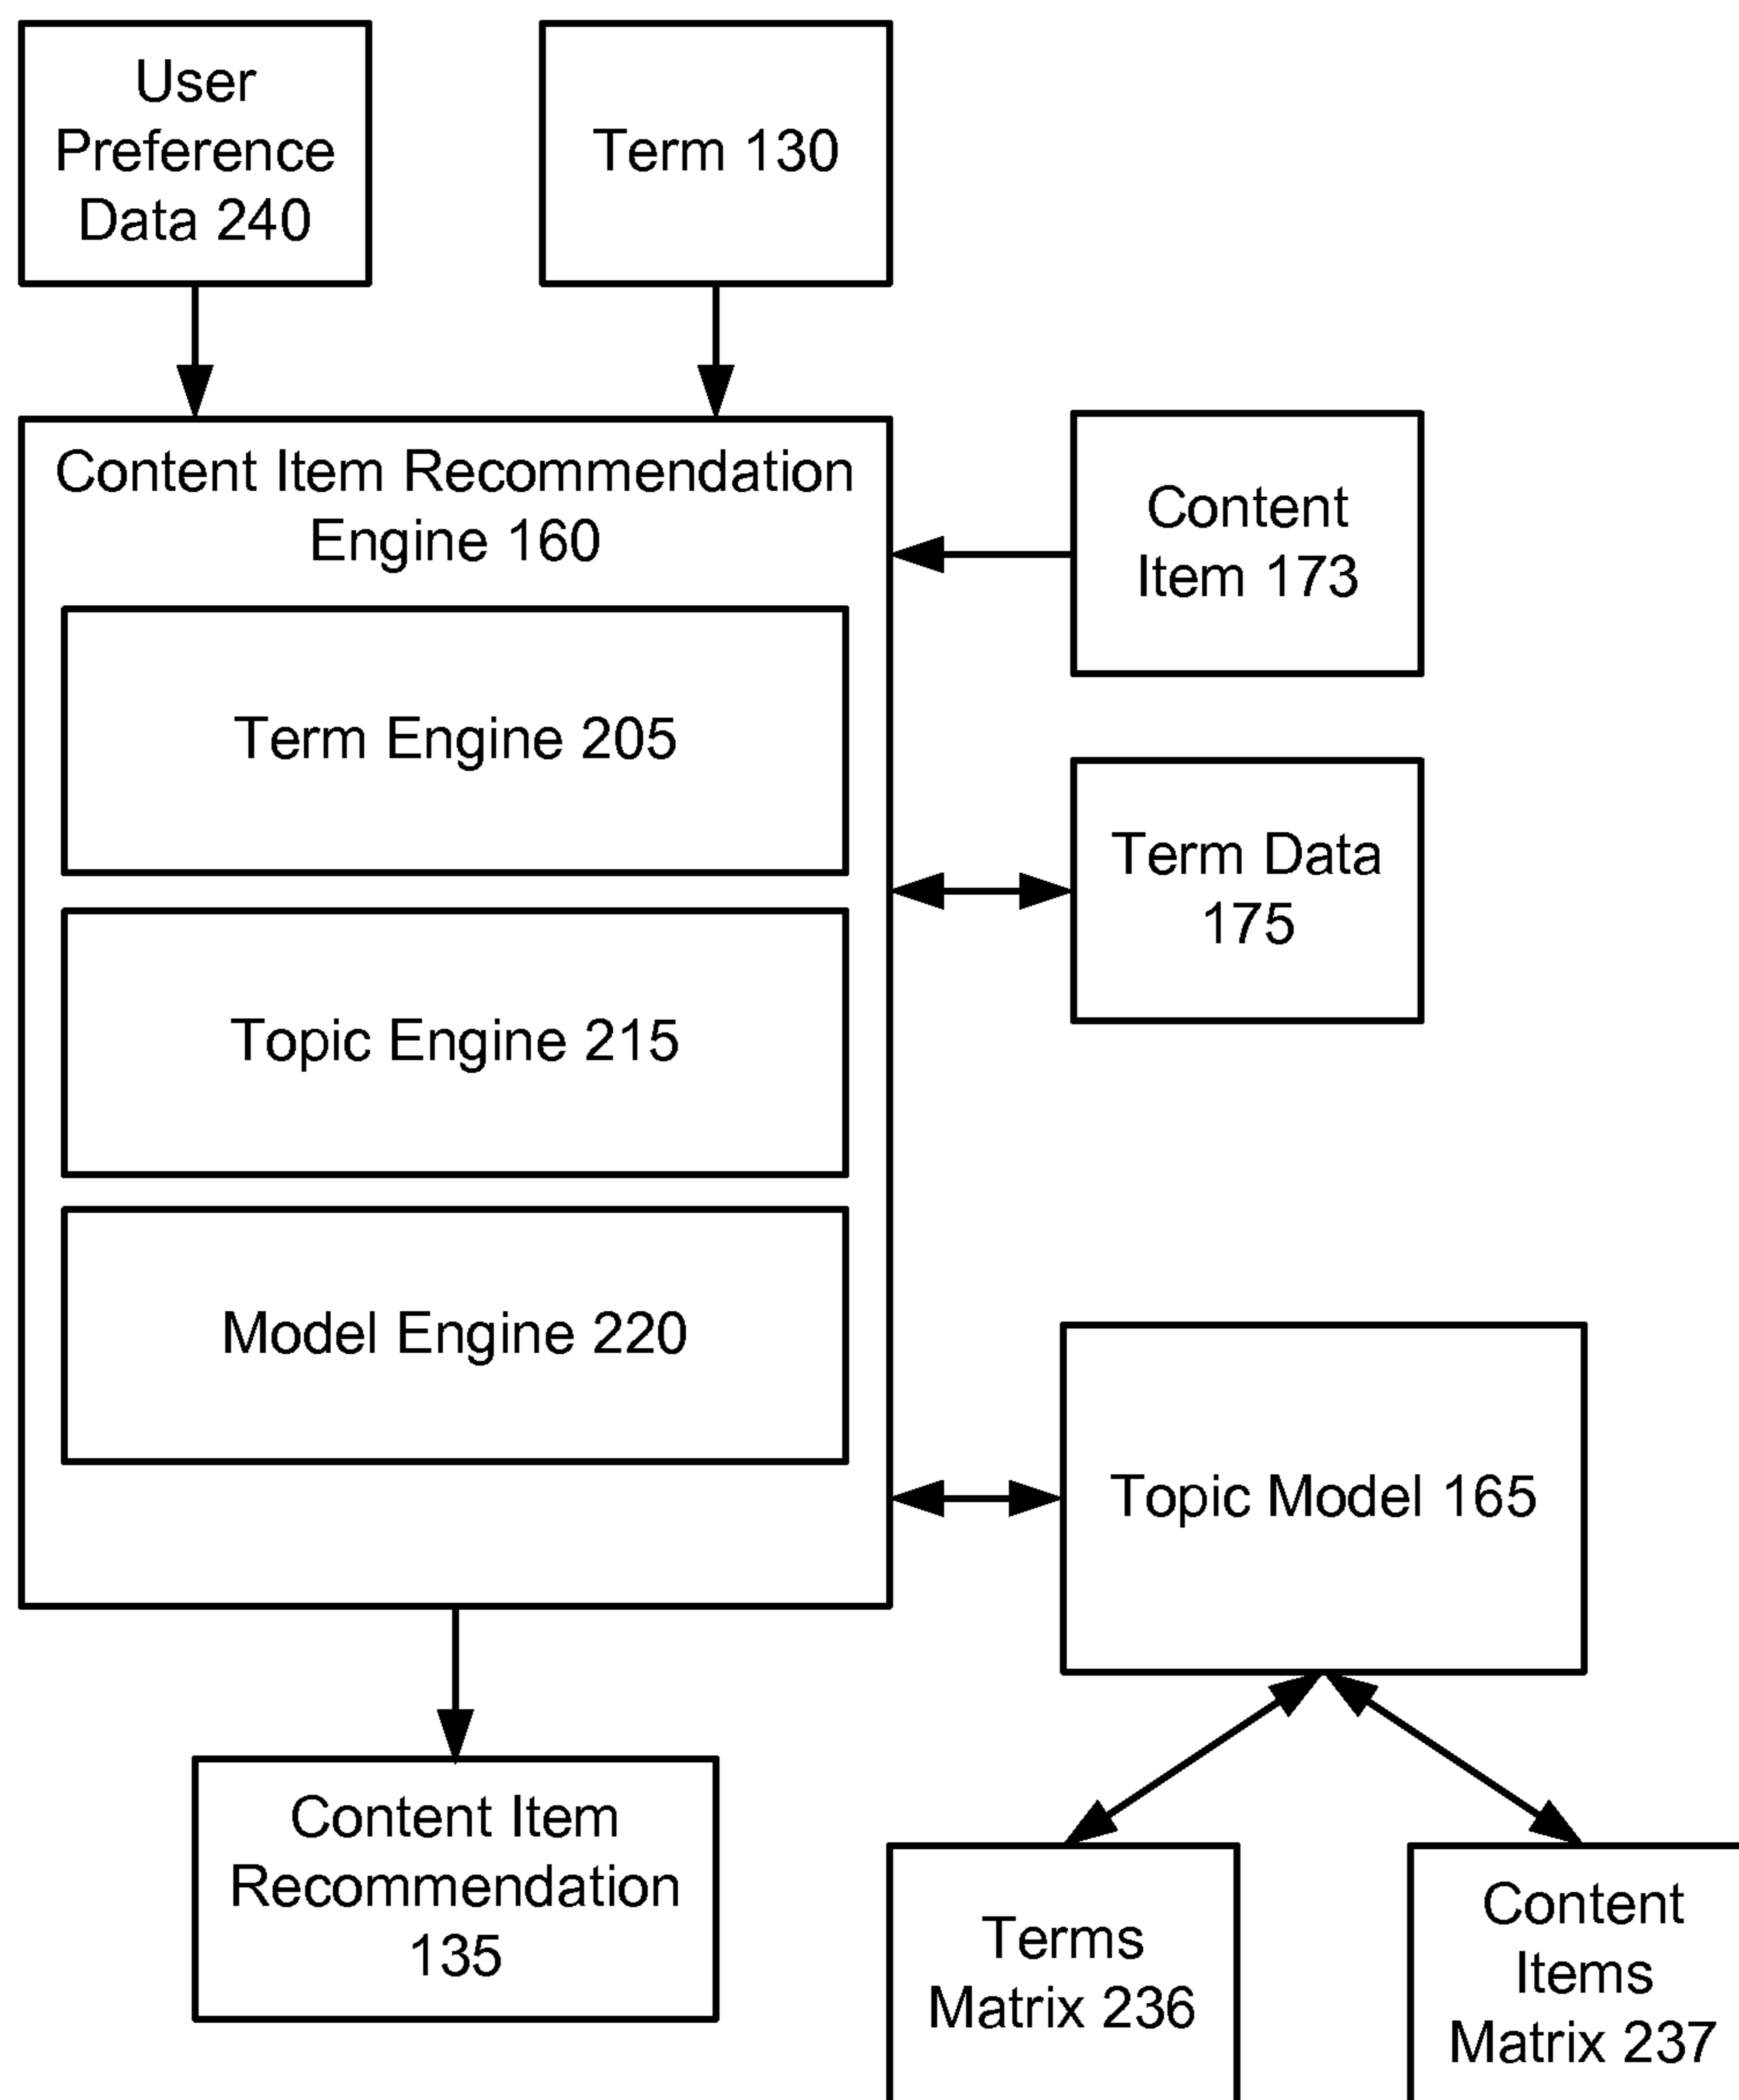 User
Preference
Data 240
Term 130
Content Item Recommendation
Engine 160
Content
Item 173
Term Engine 205
Term Data
175
Topic Engine 215
Model Engine 220
Topic Model 165
Content Item
Recommendation
135
Terms
Matrix 236
Content
Items
Matrix 237